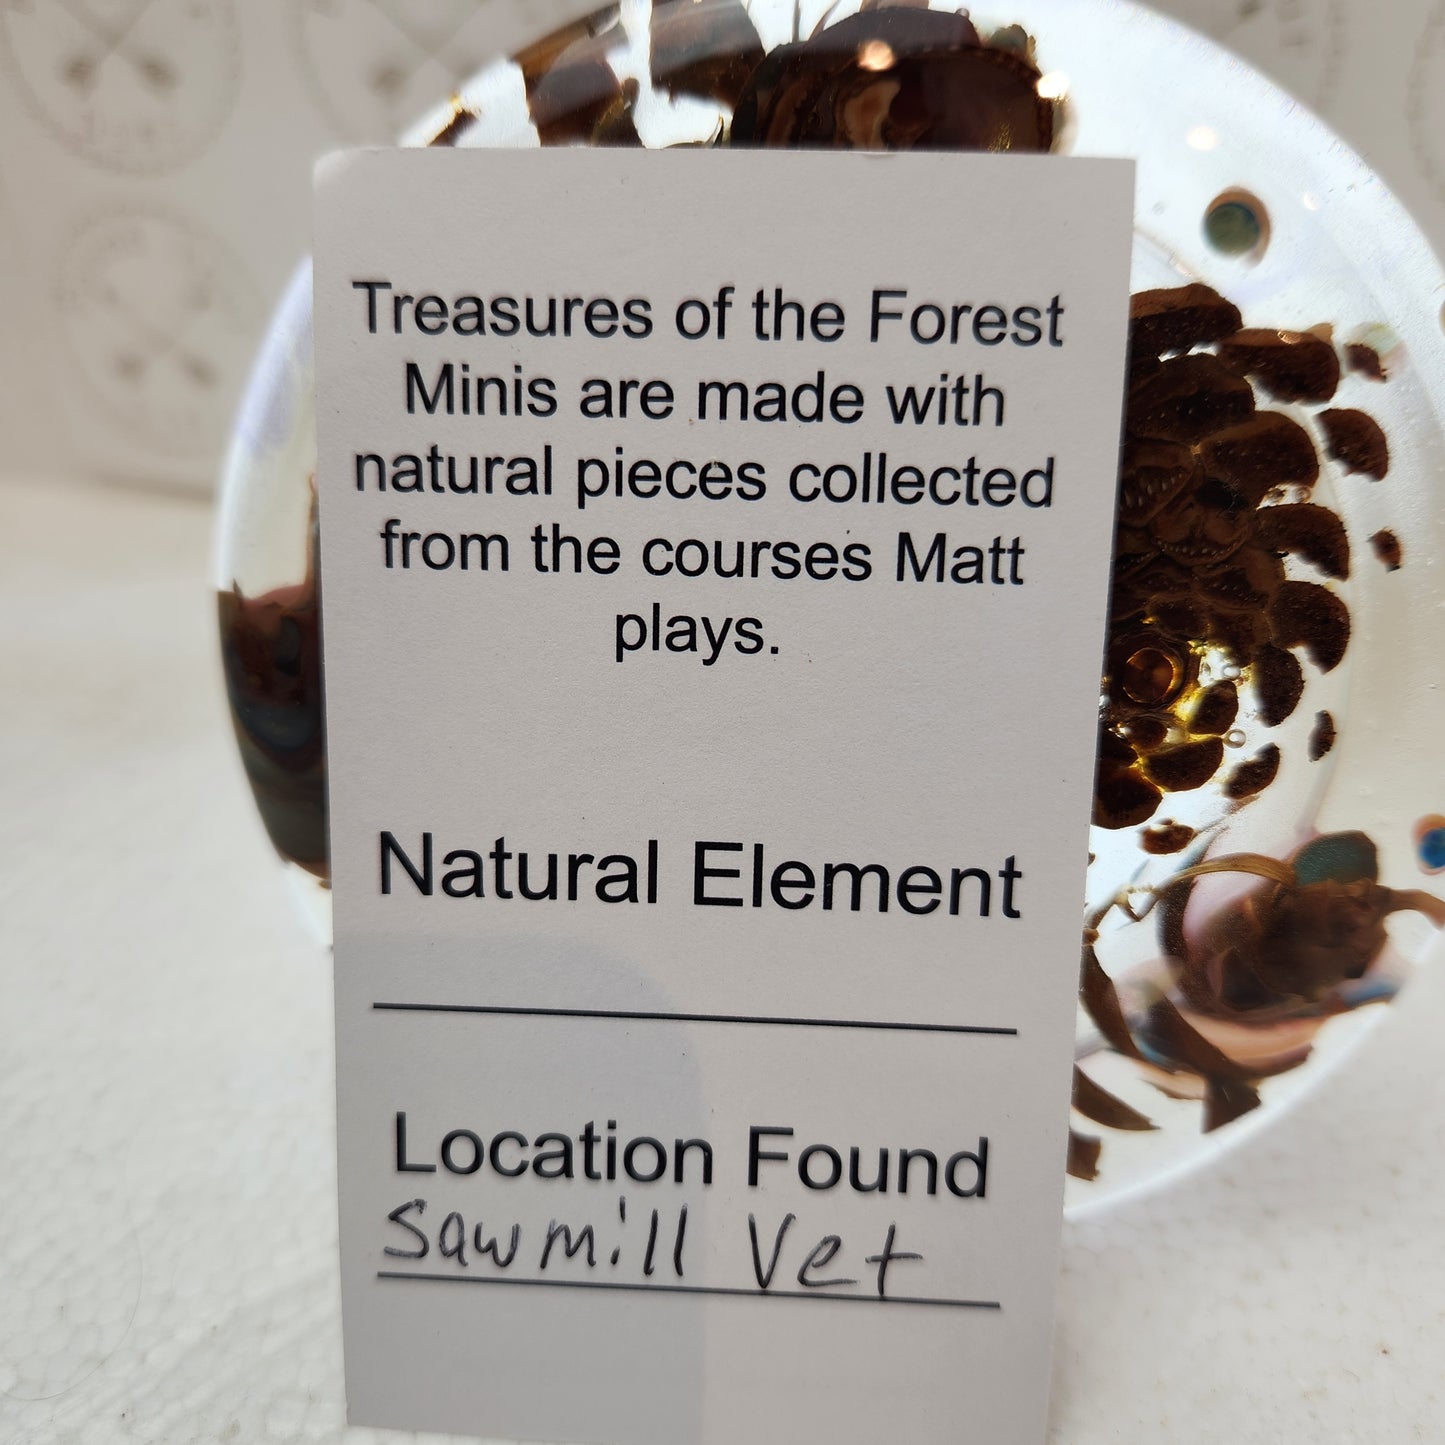 Treasures of the Forest
Minis are made with
natural pieces collected
from the courses Matt
plays.
Natural Element
Location Found
Sawmill Vet